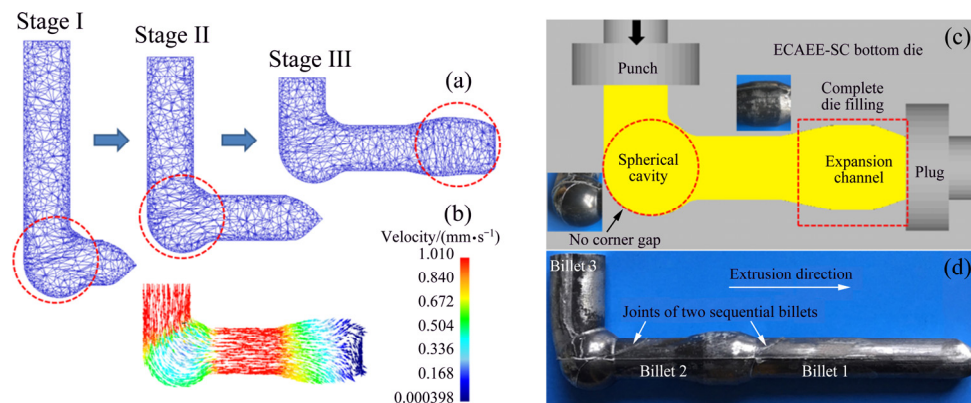 Stage I
Stage II
Stage III
(a)
(b)
Velocity/(mm•s⁻¹)
1.010
0.840
0.672
0.504
0.336
0.168
0.000398
(c)
ECAEE-SC bottom die
Punch
Complete
die filling
Spherical
cavity
Expansion
channel
Plug
No corner gap
(d)
Billet 3
Extrusion direction
Joints of two sequential billets
Billet 2
Billet 1